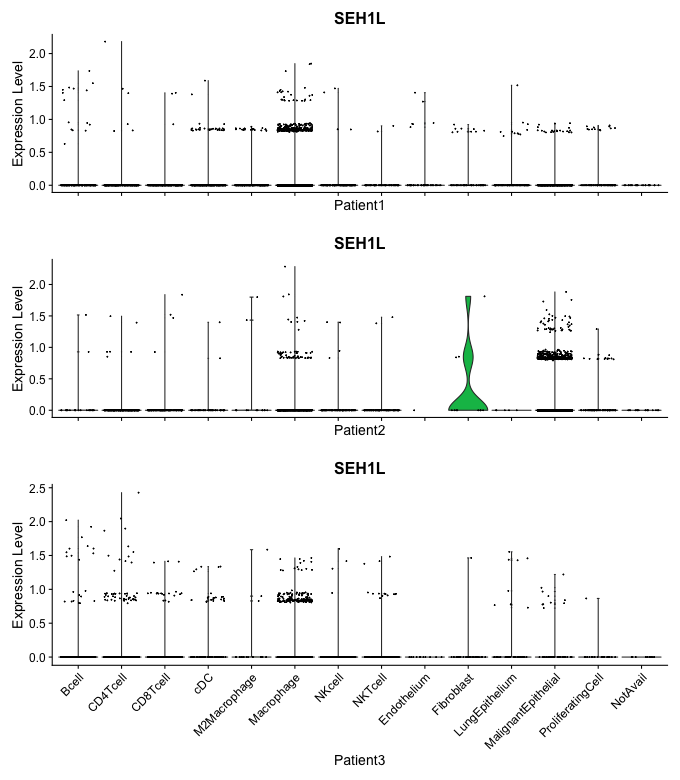 SEH1L
Expression Level
2.0
1.5
1.0
0.5
0.0
Patient1
SEH1L
Expression Level
2.0
1.5
1.0
0.5
0.0
Patient2
SEH1L
Expression Level
2.5
2.0
1.5
1.0
0.5
0.0
Bcell
CD4Tcell
CD8Tcell
cDC
M2Macrophage
Macrophage
NKcell
NKTcell
Endothelium
Fibroblast
LungEpithelium
MalignantEpithelial
ProliferatingCell
NotAvail
Patient3